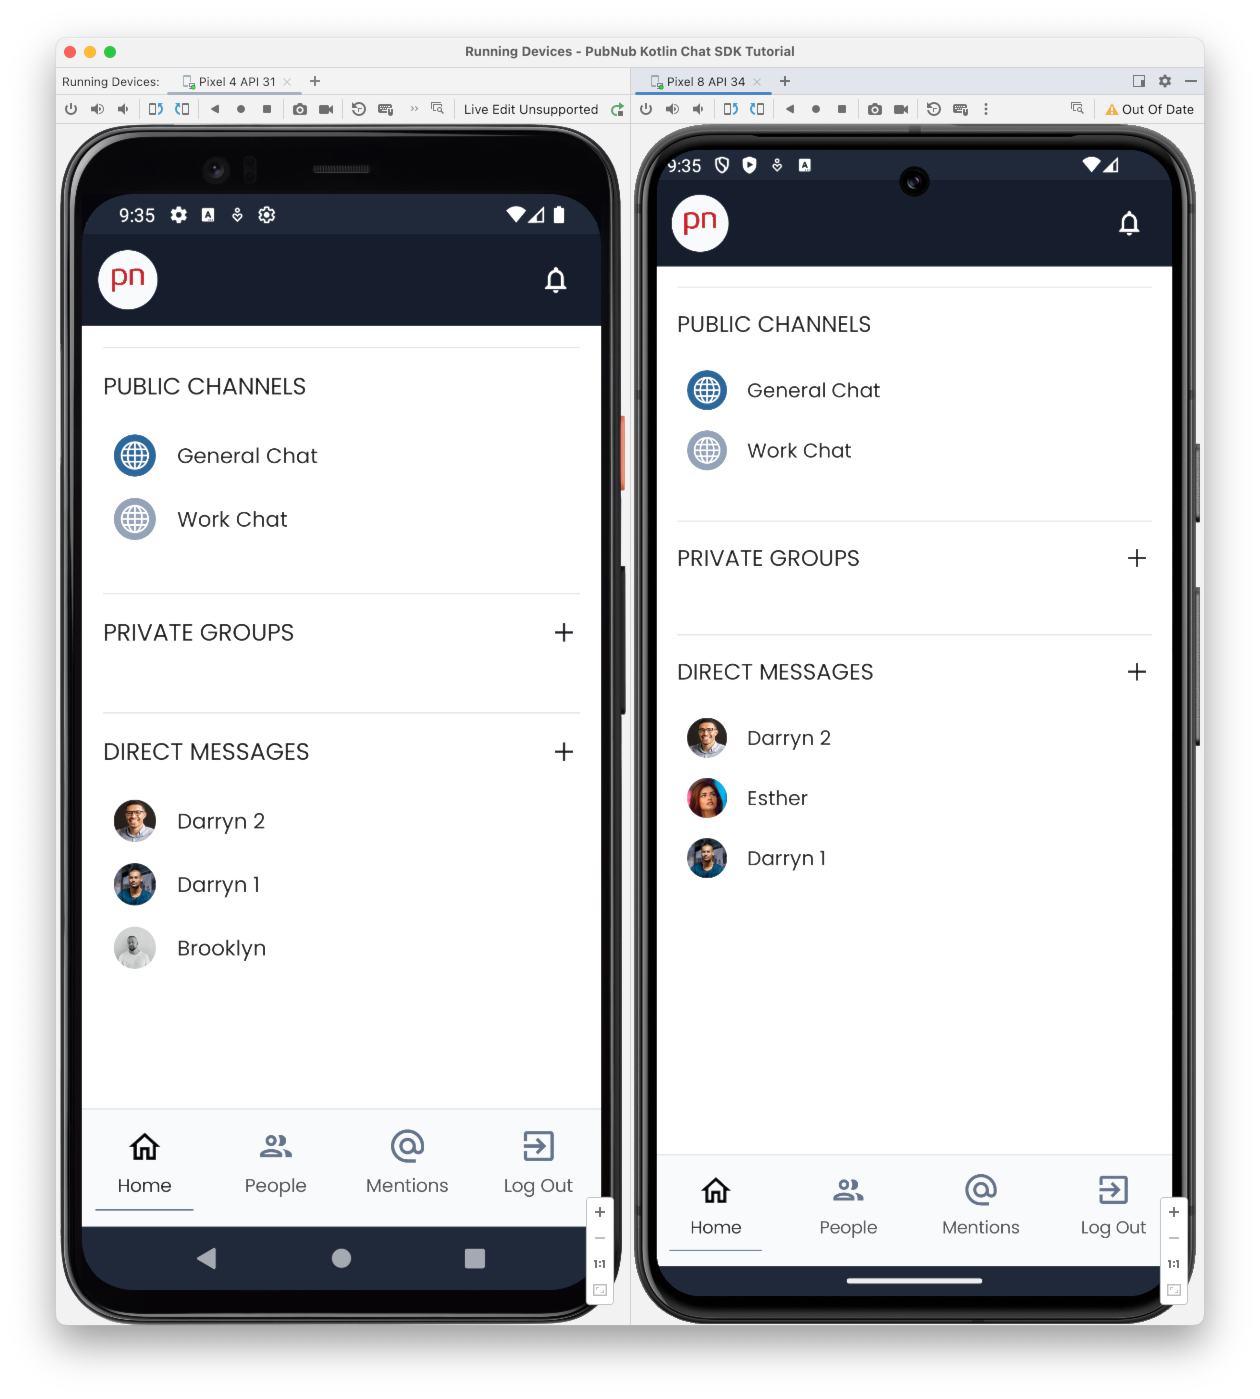 Running Devices - PubNub Kotlin Chat SDK Tutorial
Running Devices:
Pixel 4 API 31
Live Edit Unsupported
9:35
pn
PUBLIC CHANNELS
General Chat
Work Chat
PRIVATE GROUPS
DIRECT MESSAGES
Darryn 2
Darryn 1
Brooklyn
Home People Mentions Log Out
1:1
Pixel 8 API 34
Out Of Date
9:35
pn
PUBLIC CHANNELS
General Chat
Work Chat
PRIVATE GROUPS
DIRECT MESSAGES
Darryn 2
Esther
Darryn 1
Home People Mentions Log Out
1:1